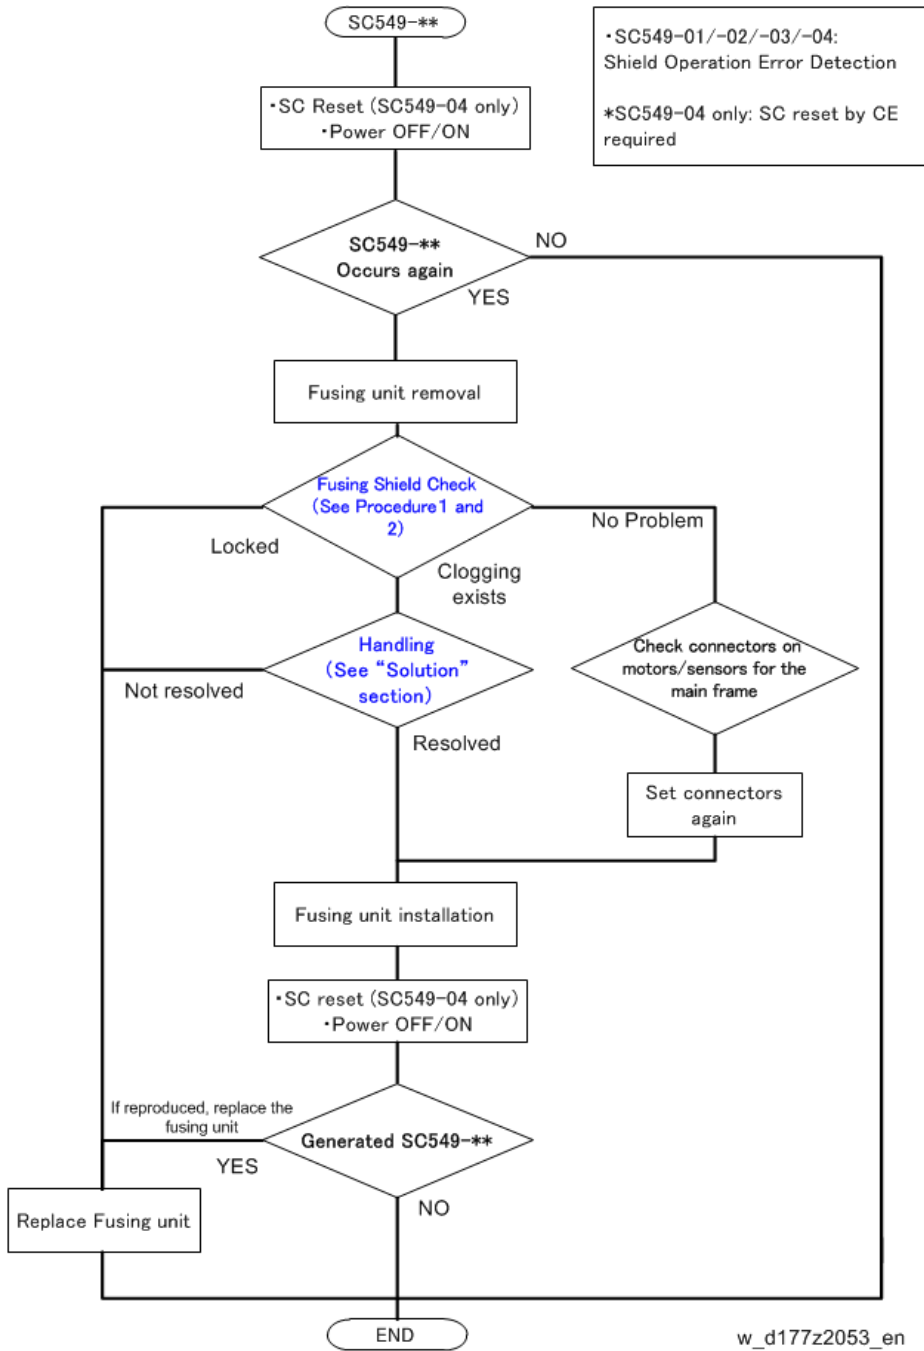 SC549-**
・SC549-01/-02/-03/-04:
Shield Operation Error Detection
*SC549-04 only: SC reset by CE
required
・SC Reset (SC549-04 only)
・Power OFF/ON
SC549-**
Occurs again
NO
YES
Fusing unit removal
Fusing Shield Check
(See Procedure1 and
2)
Locked
No Problem
Clogging
exists
Handling
(See “Solution”
section)
Check connectors on
motors/sensors for the
main frame
Not resolved
Resolved
Set connectors
again
Fusing unit installation
・SC reset (SC549-04 only)
・Power OFF/ON
If reproduced, replace the
fusing unit
Generated SC549-**
YES
NO
Replace Fusing unit
END
w_d177z2053_en